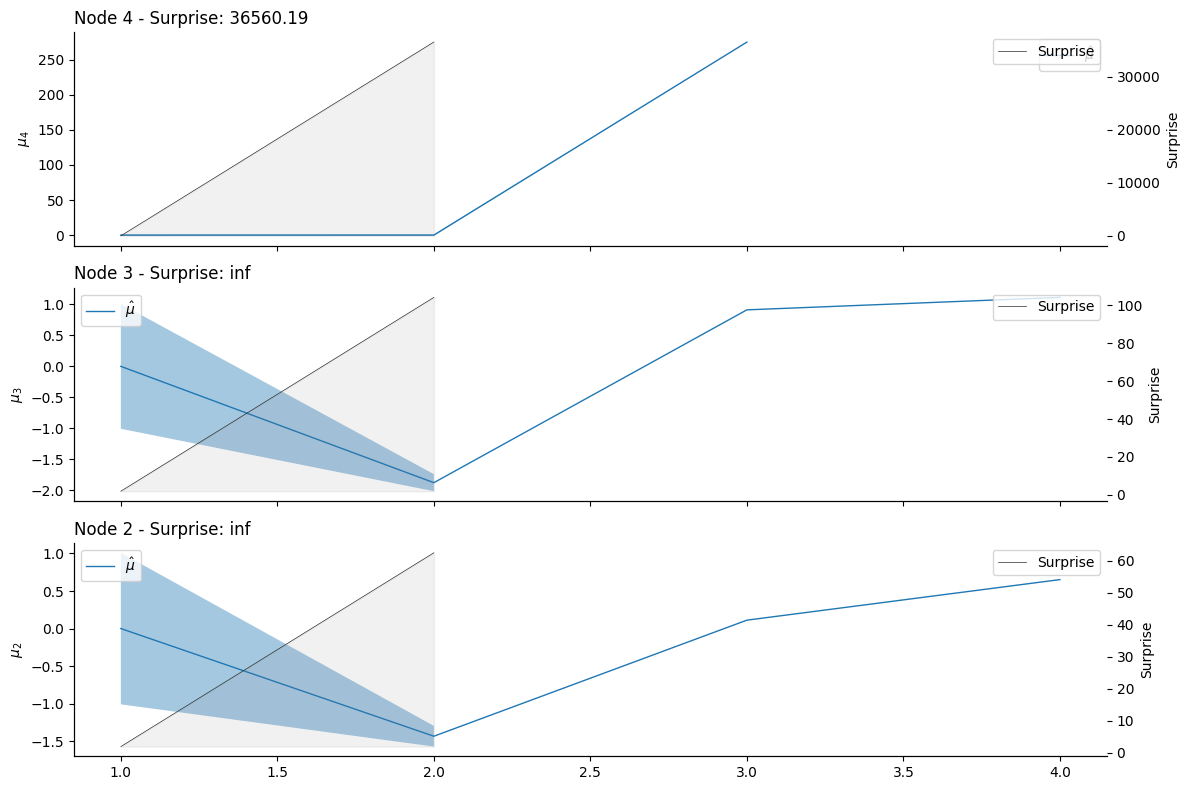 Node 4 - Surprise: 36560.19
250
200
150
100
50
0
μ4
Surprise
30000
20000
10000
0
Surprise
Node 3 - Surprise: inf
1.0
0.5
0.0
−0.5
−1.0
−1.5
−2.0
μ3
μ̂
Surprise
100
80
60
40
20
0
Surprise
Node 2 - Surprise: inf
1.0
0.5
0.0
−0.5
−1.0
−1.5
μ2
μ̂
Surprise
60
50
40
30
20
10
0
Surprise
1.0 1.5 2.0 2.5 3.0 3.5 4.0